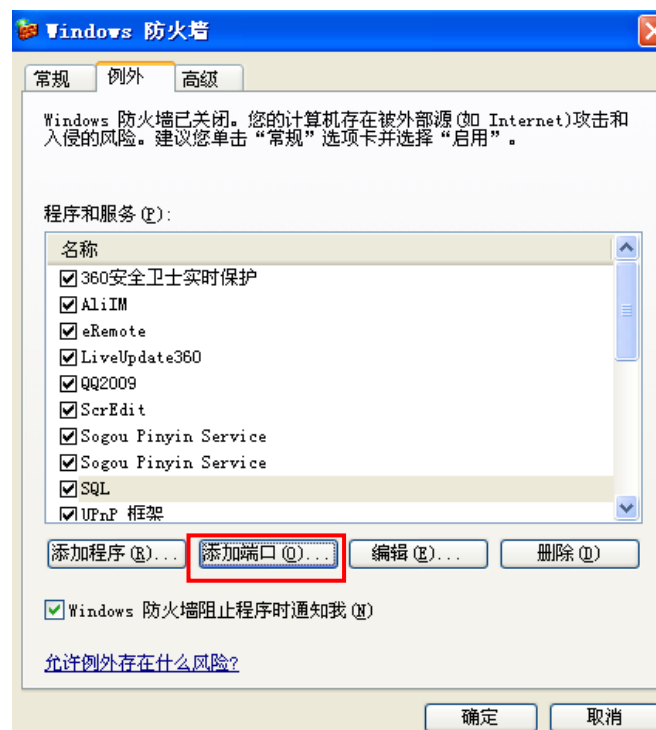 Windows 防火墙
常规 例外 高级
Windows 防火墙已关闭。您的计算机存在被外部源(如 Internet)攻击和
入侵的风险。建议您单击“常规”选项卡并选择“启用”。
程序和服务(P):
名称
360安全卫士实时保护
AliIM
eRemote
LiveUpdate360
QQ2009
ScrEdit
Sogou Pinyin Service
Sogou Pinyin Service
SQL
UPnP 框架
添加程序(R)... 添加端口(O)... 编辑(E)... 删除(D)
Windows 防火墙阻止程序时通知我(N)
允许例外存在什么风险?
确定 取消